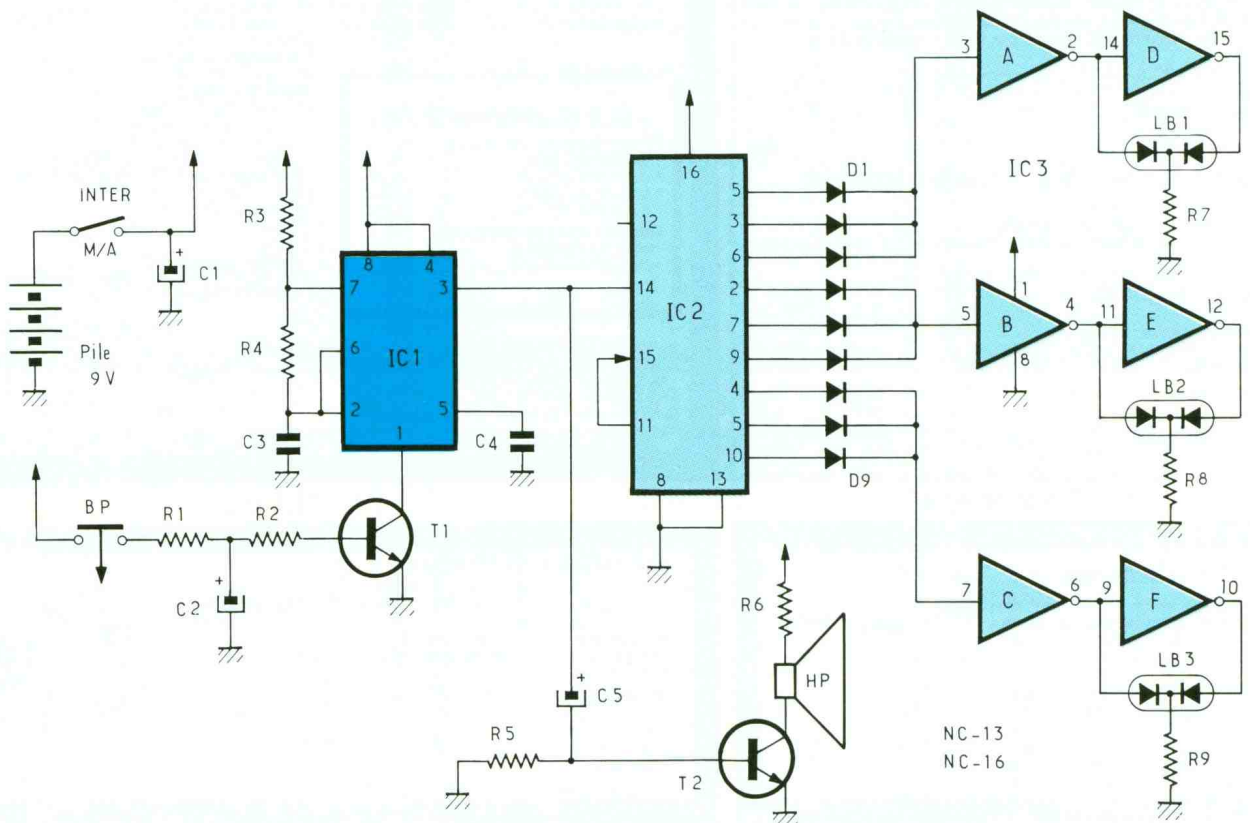 INTER
M/A
+
C1
Pile
9V
R3
R4
8
4
7
3
6
IC1
2
5
1
C3
C4
BP
R1
R2
T1
+
C2
16
12
14
IC2
15
11
8
13
5
3
6
2
7
9
4
5
10
D1
D9
+
C5
R5
T2
R6
HP
3
A
2
14
D
15
LB1
IC3
R7
1
5
B
4
11
E
12
8
LB2
R8
7
C
6
9
F
10
LB3
R9
NC-13
NC-16